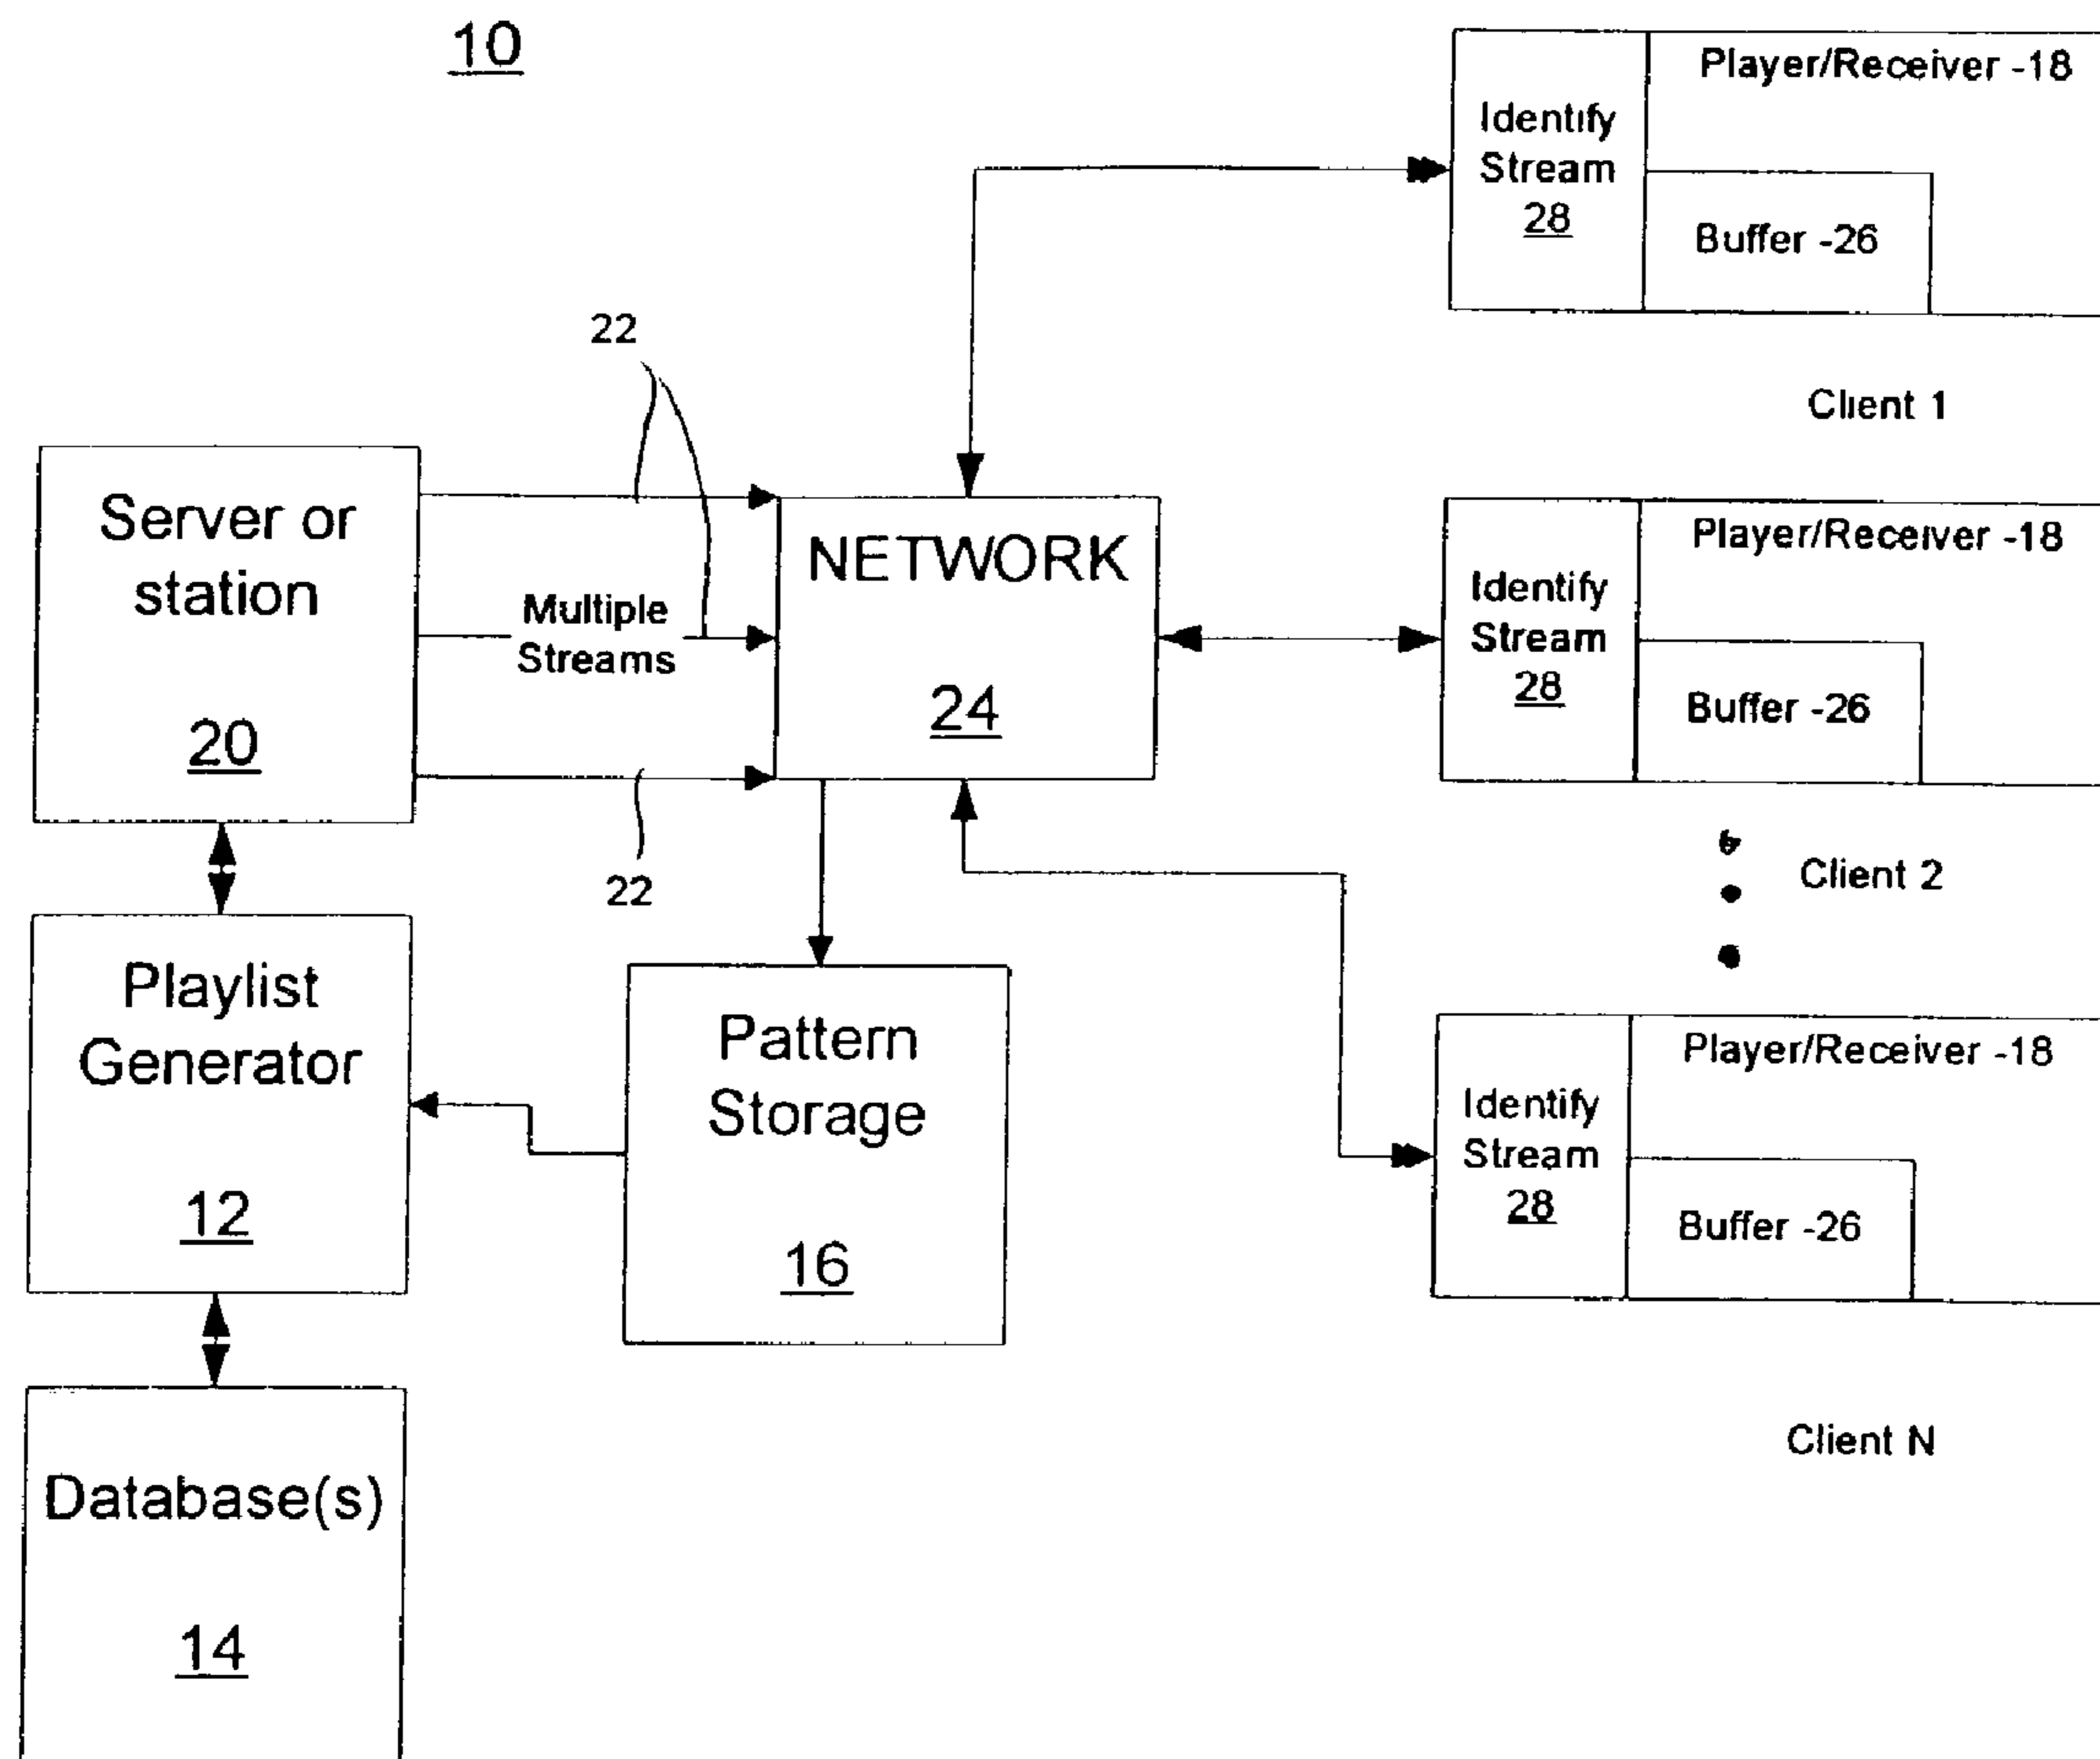 10
Player/Receiver -18
Identify
Stream
28
Buffer -26
Client 1
22
Server or
station
20
Multiple
Streams
22
NETWORK
24
Player/Receiver -18
Identify
Stream
28
Buffer -26
Client 2
Playlist
Generator
12
Pattern
Storage
16
Player/Receiver -18
Identify
Stream
28
Buffer -26
Client N
Database(s)
14